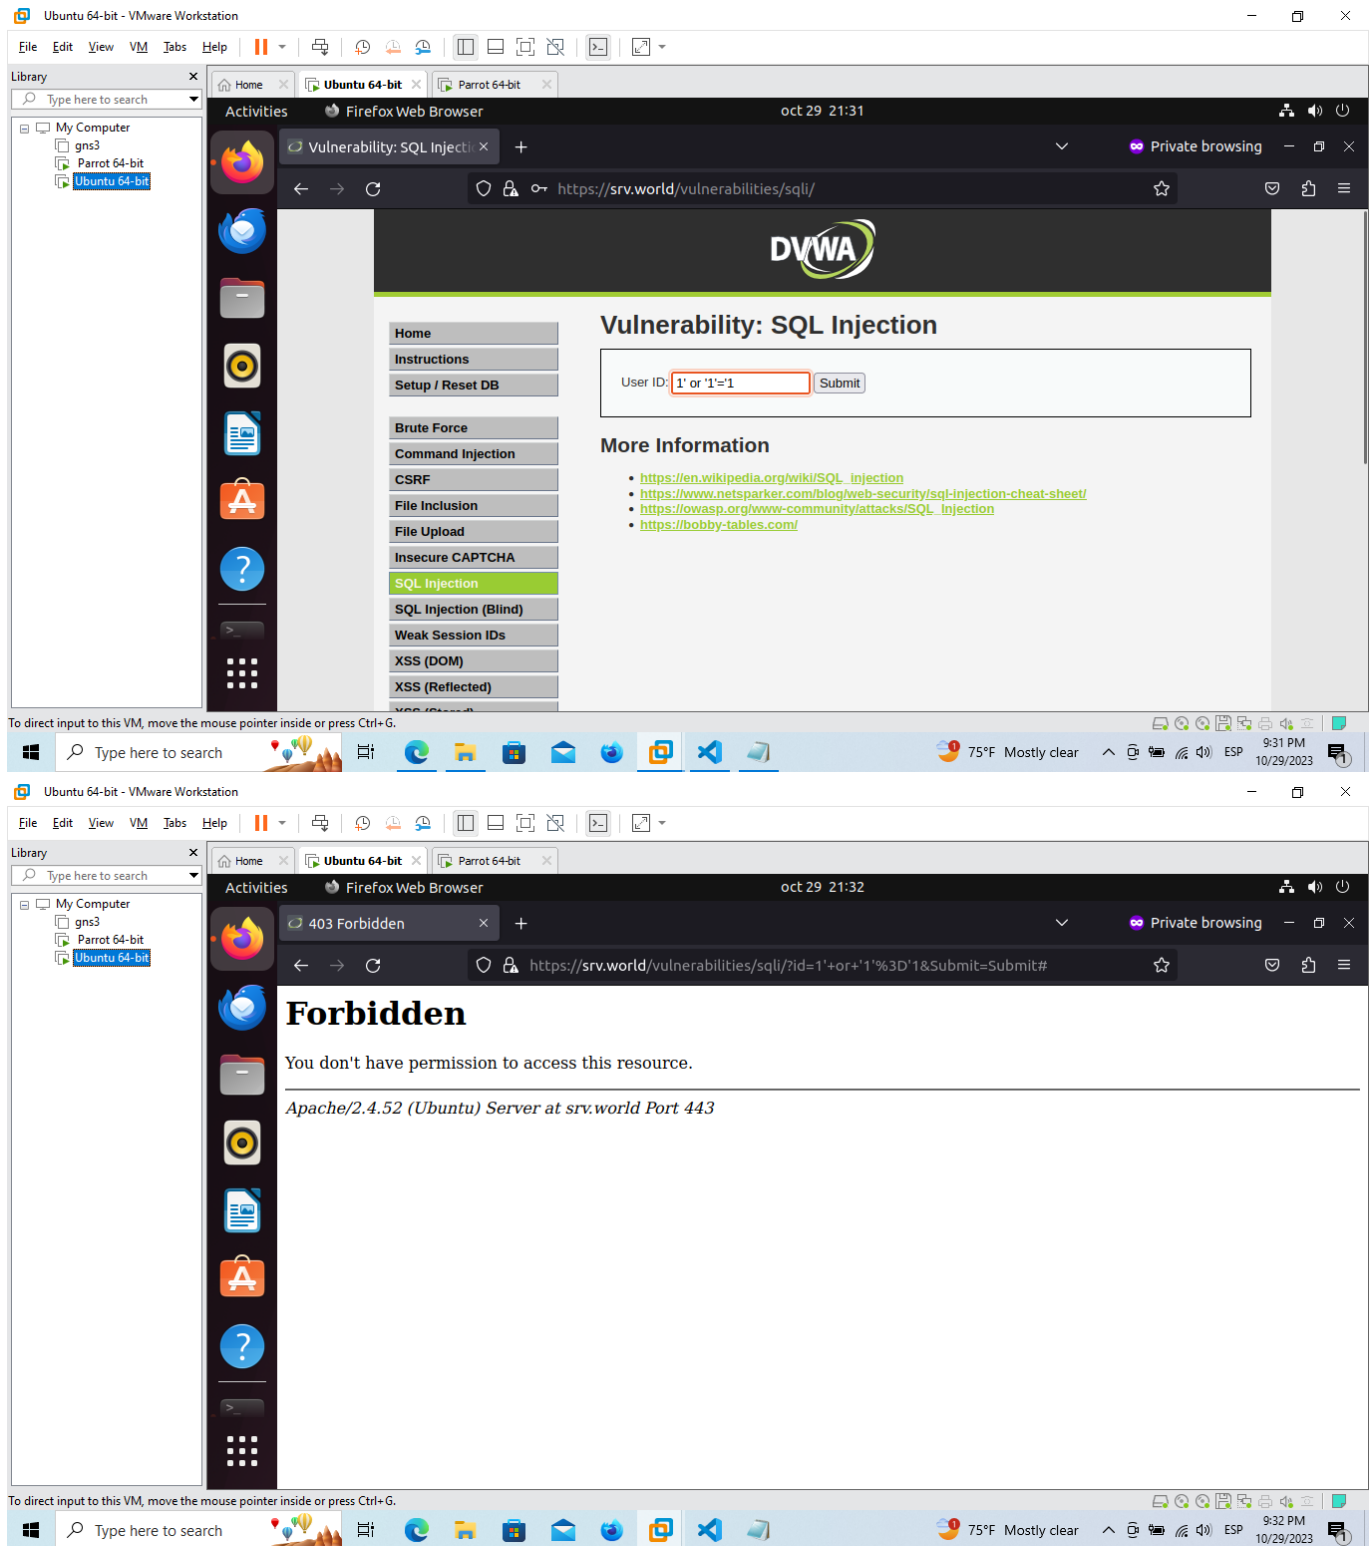 Ubuntu 64-bit - VMware Workstation
File Edit View VM Tabs Help
Library
Home
Ubuntu 64-bit
Parrot 64-bit
Type here to search
Activities
Firefox Web Browser
oct 29 21:31
My Computer
gns3
Parrot 64-bit
Ubuntu 64-bit
Vulnerability: SQL Injectio
Private browsing
https://srv.world/vulnerabilities/sqli/
DVWA
Home
Instructions
Setup / Reset DB
Brute Force
Command Injection
CSRF
File Inclusion
File Upload
Insecure CAPTCHA
SQL Injection
SQL Injection (Blind)
Weak Session IDs
XSS (DOM)
XSS (Reflected)
XSS (Stored)
Vulnerability: SQL Injection
User ID: 1' or '1'='1 Submit
More Information
https://en.wikipedia.org/wiki/SQL_injection
https://www.netsparker.com/blog/web-security/sql-injection-cheat-sheet/
https://owasp.org/www-community/attacks/SQL_Injection
https://bobby-tables.com/
To direct input to this VM, move the mouse pointer inside or press Ctrl+G.
Type here to search
75°F Mostly clear
ESP
9:31 PM
10/29/2023
Ubuntu 64-bit - VMware Workstation
File Edit View VM Tabs Help
Library
Home
Ubuntu 64-bit
Parrot 64-bit
Type here to search
Activities
Firefox Web Browser
oct 29 21:32
My Computer
gns3
Parrot 64-bit
Ubuntu 64-bit
403 Forbidden
Private browsing
https://srv.world/vulnerabilities/sqli/?id=1'+or+'1'%3D'1&Submit=Submit#
Forbidden
You don't have permission to access this resource.
Apache/2.4.52 (Ubuntu) Server at srv.world Port 443
To direct input to this VM, move the mouse pointer inside or press Ctrl+G.
Type here to search
75°F Mostly clear
ESP
9:32 PM
10/29/2023